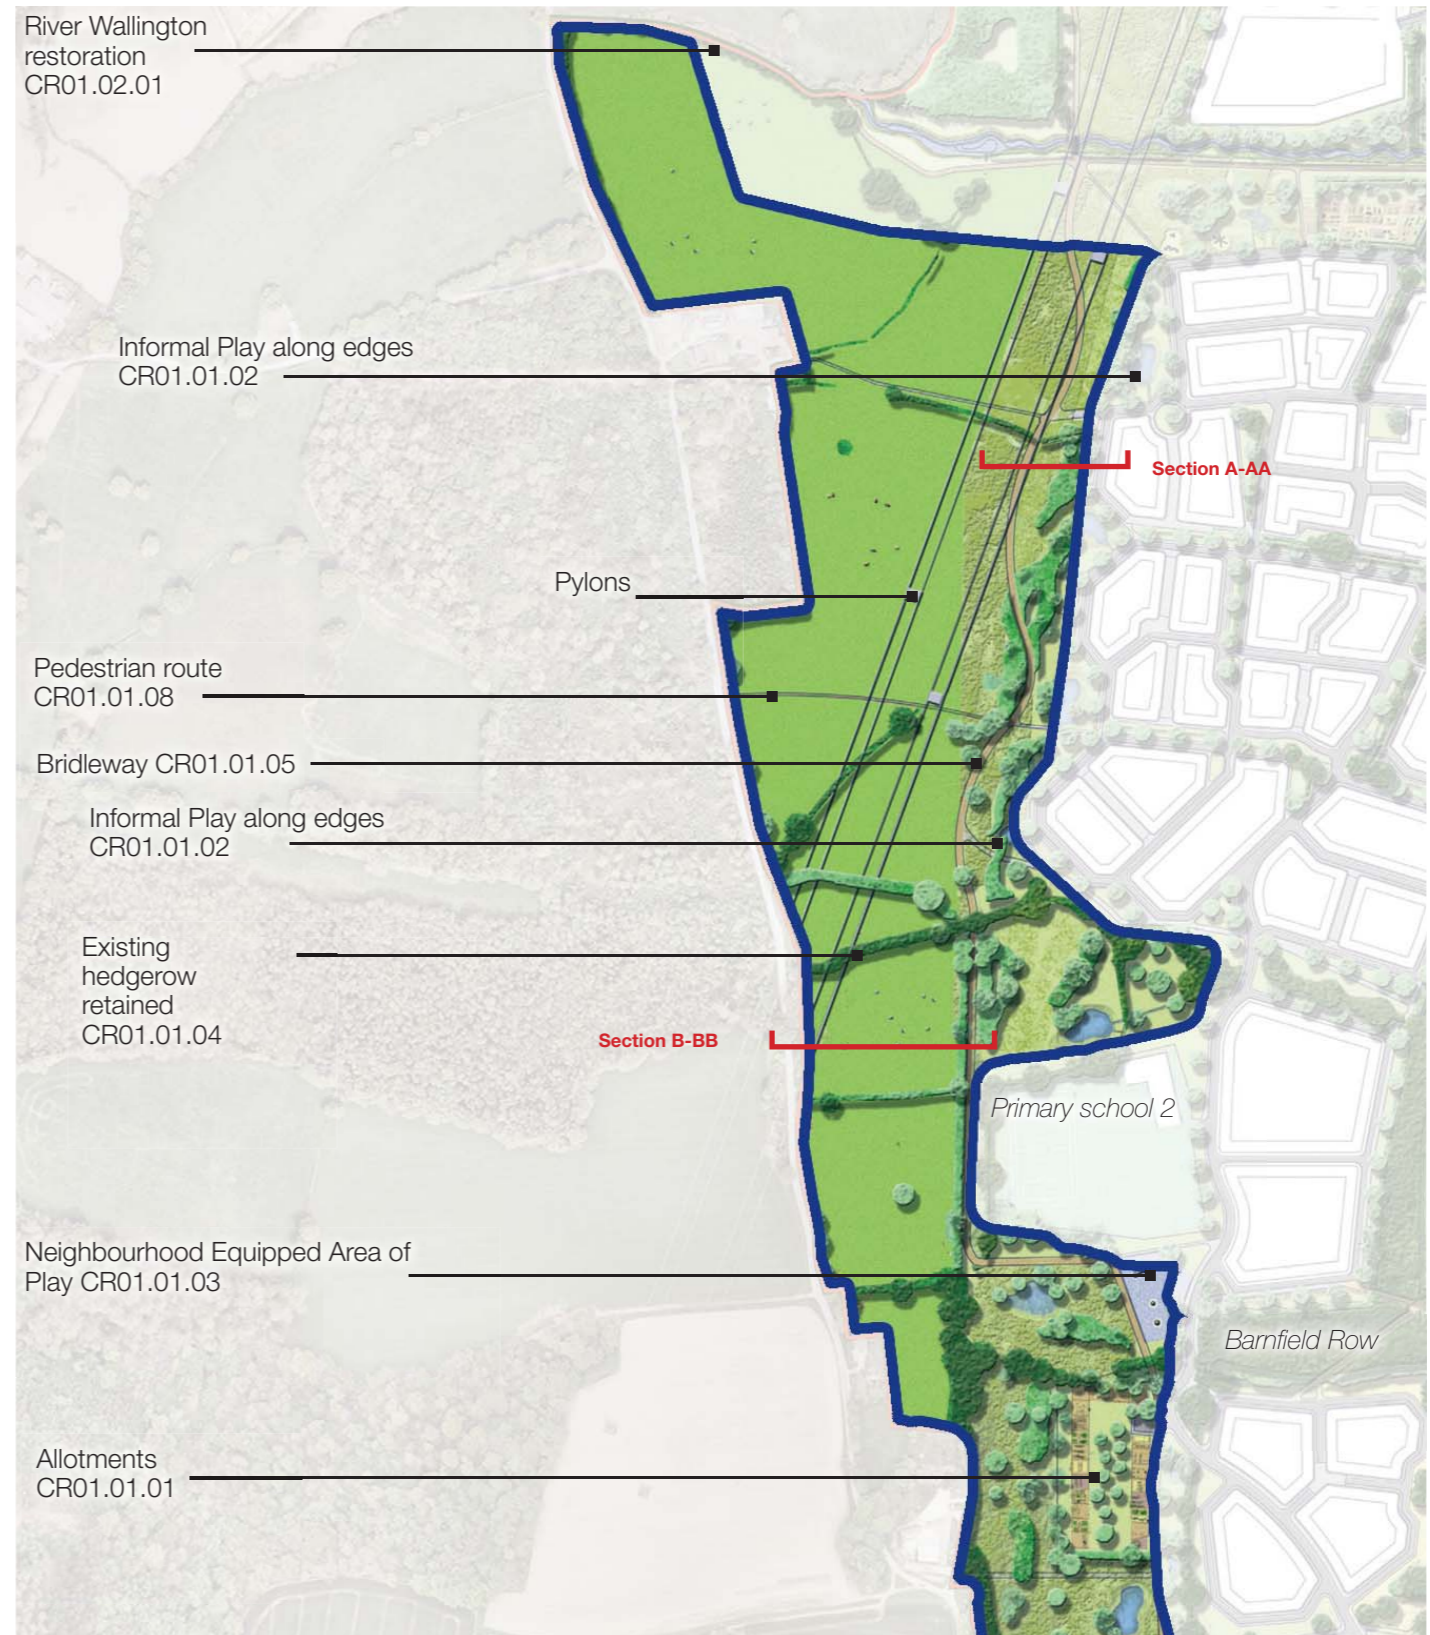 River Wallington
restoration
CR01.02.01
Informal Play along edges
CR01.01.02
Section A-AA
Pylons
Pedestrian route
CR01.01.08
Bridleway CR01.01.05
Informal Play along edges
CR01.01.02
Existing
hedgerow
retained
CR01.01.04
Section B-BB
Primary school 2
Neighbourhood Equipped Area of
Play CR01.01.03
Barnfield Row
Allotments
CR01.01.01